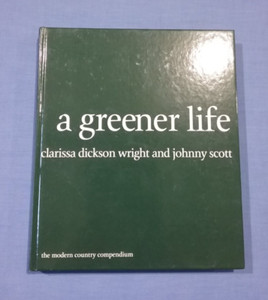 a greener life
clarissa dickson wright and johnny scott
the modern country compendium